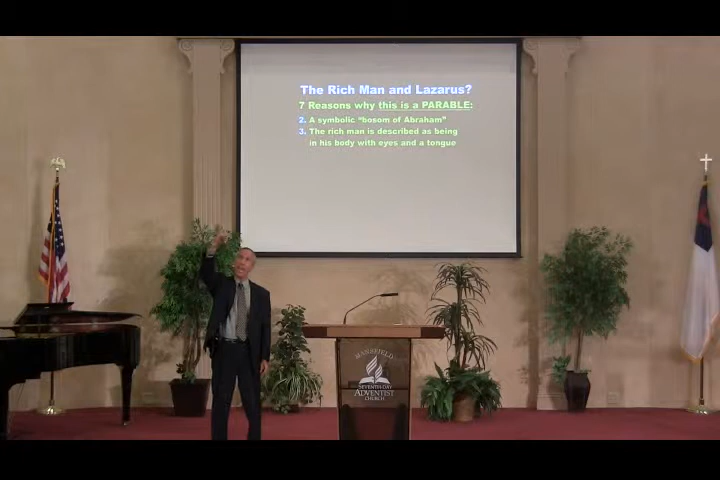 The Rich Man and Lazarus?
7 Reasons why this is a PARABLE:
2. A symbolic "bosom of Abraham"
3. The rich man is described as being
in his body with eyes and a tongue
MANSFIELD
SEVENTH-DAY
ADVENTIST
CHURCH